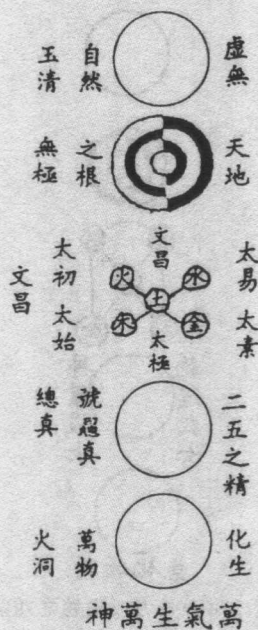 虛無
自然
玉清
天地
之根
無極
太易 太素
文昌
水
火
土
金
木
太極
太初 太始
文昌
二五之精
號 真
總真
化生
萬物
火洞
萬氣生萬神